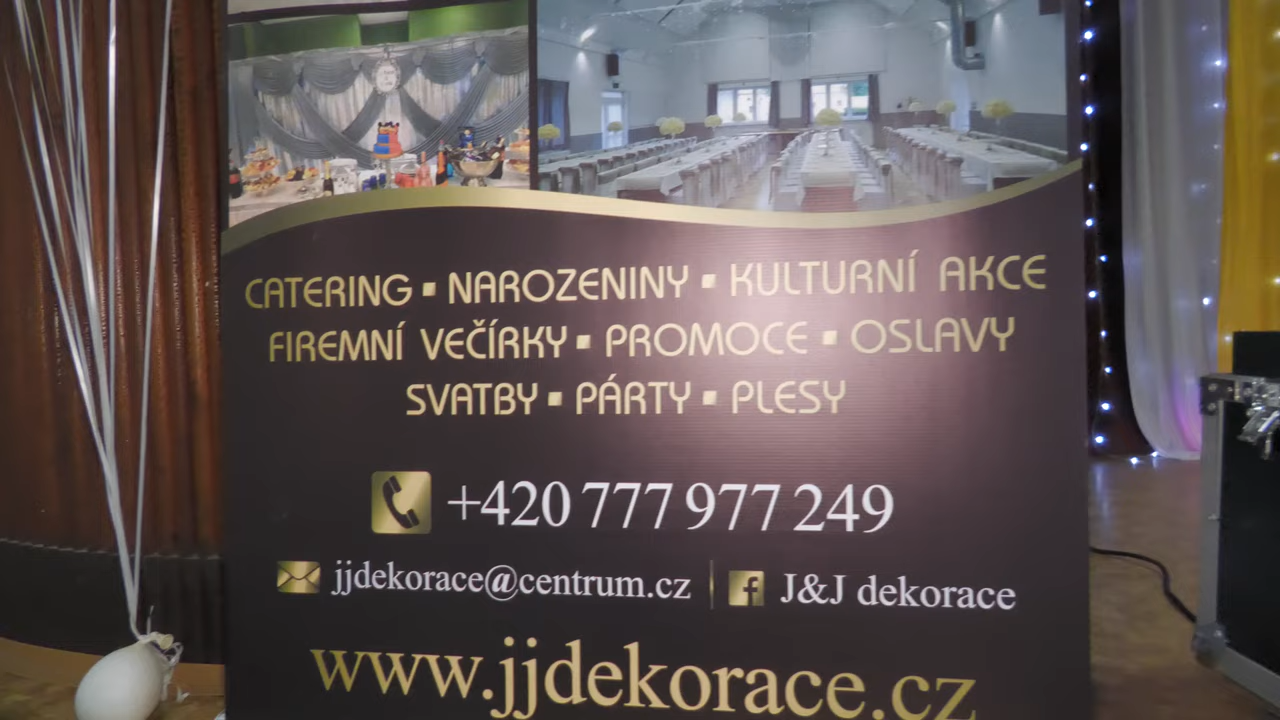 CATERING ▪ NAROZENINY ▪ KULTURNÍ AKCE
FIREMNÍ VEČÍRKY ▪ PROMOCE ▪ OSLAVY
SVATBY ▪ PÁRTY ▪ PLESY
+420 777 977 249
jjdekorace@centrum.cz | J&J dekorace
www.jjdekorace.cz